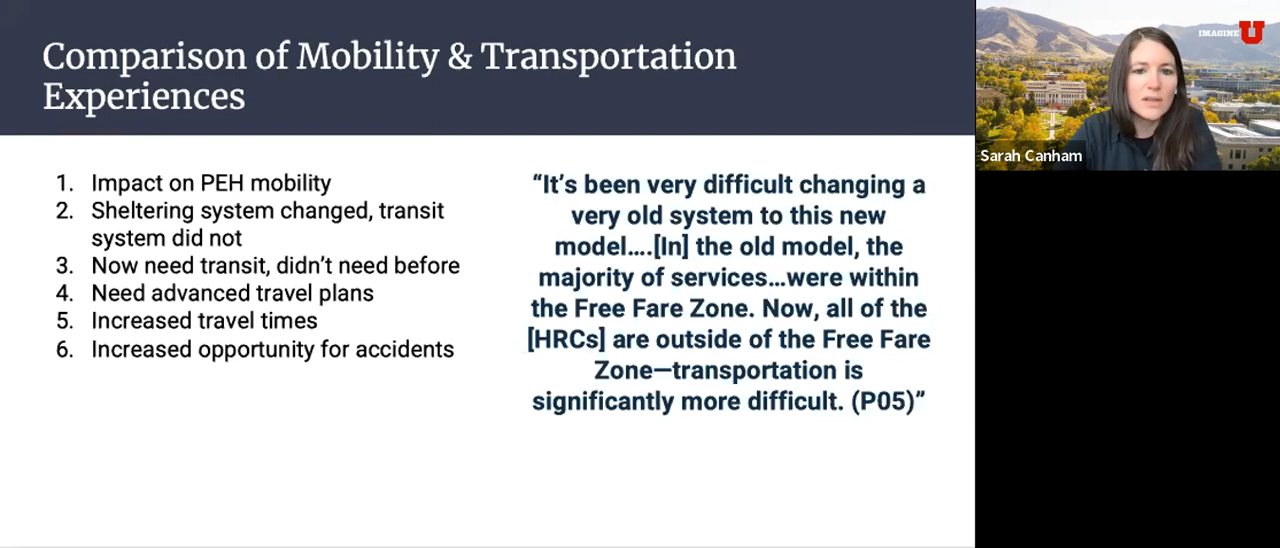 Comparison of Mobility & Transportation
Experiences
1. Impact on PEH mobility
2. Sheltering system changed, transit
system did not
3. Now need transit, didn’t need before
4. Need advanced travel plans
5. Increased travel times
6. Increased opportunity for accidents
“It’s been very difficult changing a
very old system to this new
model….[In] the old model, the
majority of services…were within
the Free Fare Zone. Now, all of the
[HRCs] are outside of the Free Fare
Zone—transportation is
significantly more difficult. (P05)”
IMAGINE U
Sarah Canham